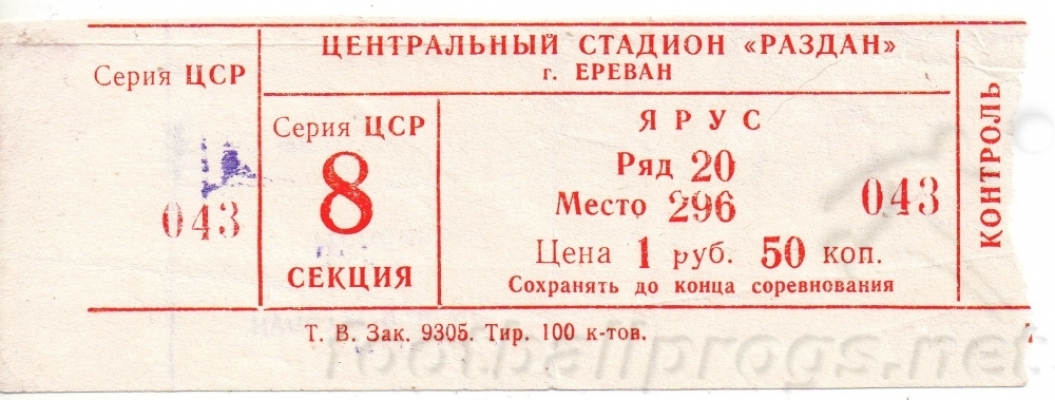 Серия ЦСР
043
ЦЕНТРАЛЬНЫЙ СТАДИОН «РАЗДАН»
г. ЕРЕВАН
Серия ЦСР
8
СЕКЦИЯ
ЯРУС
Ряд 20
Место 296
043
Цена 1 руб. 50 коп.
Сохранять до конца соревнования
КОНТРОЛЬ
Т. В. Зак. 9305. Тир. 100 к-тов.
footballprogz.net